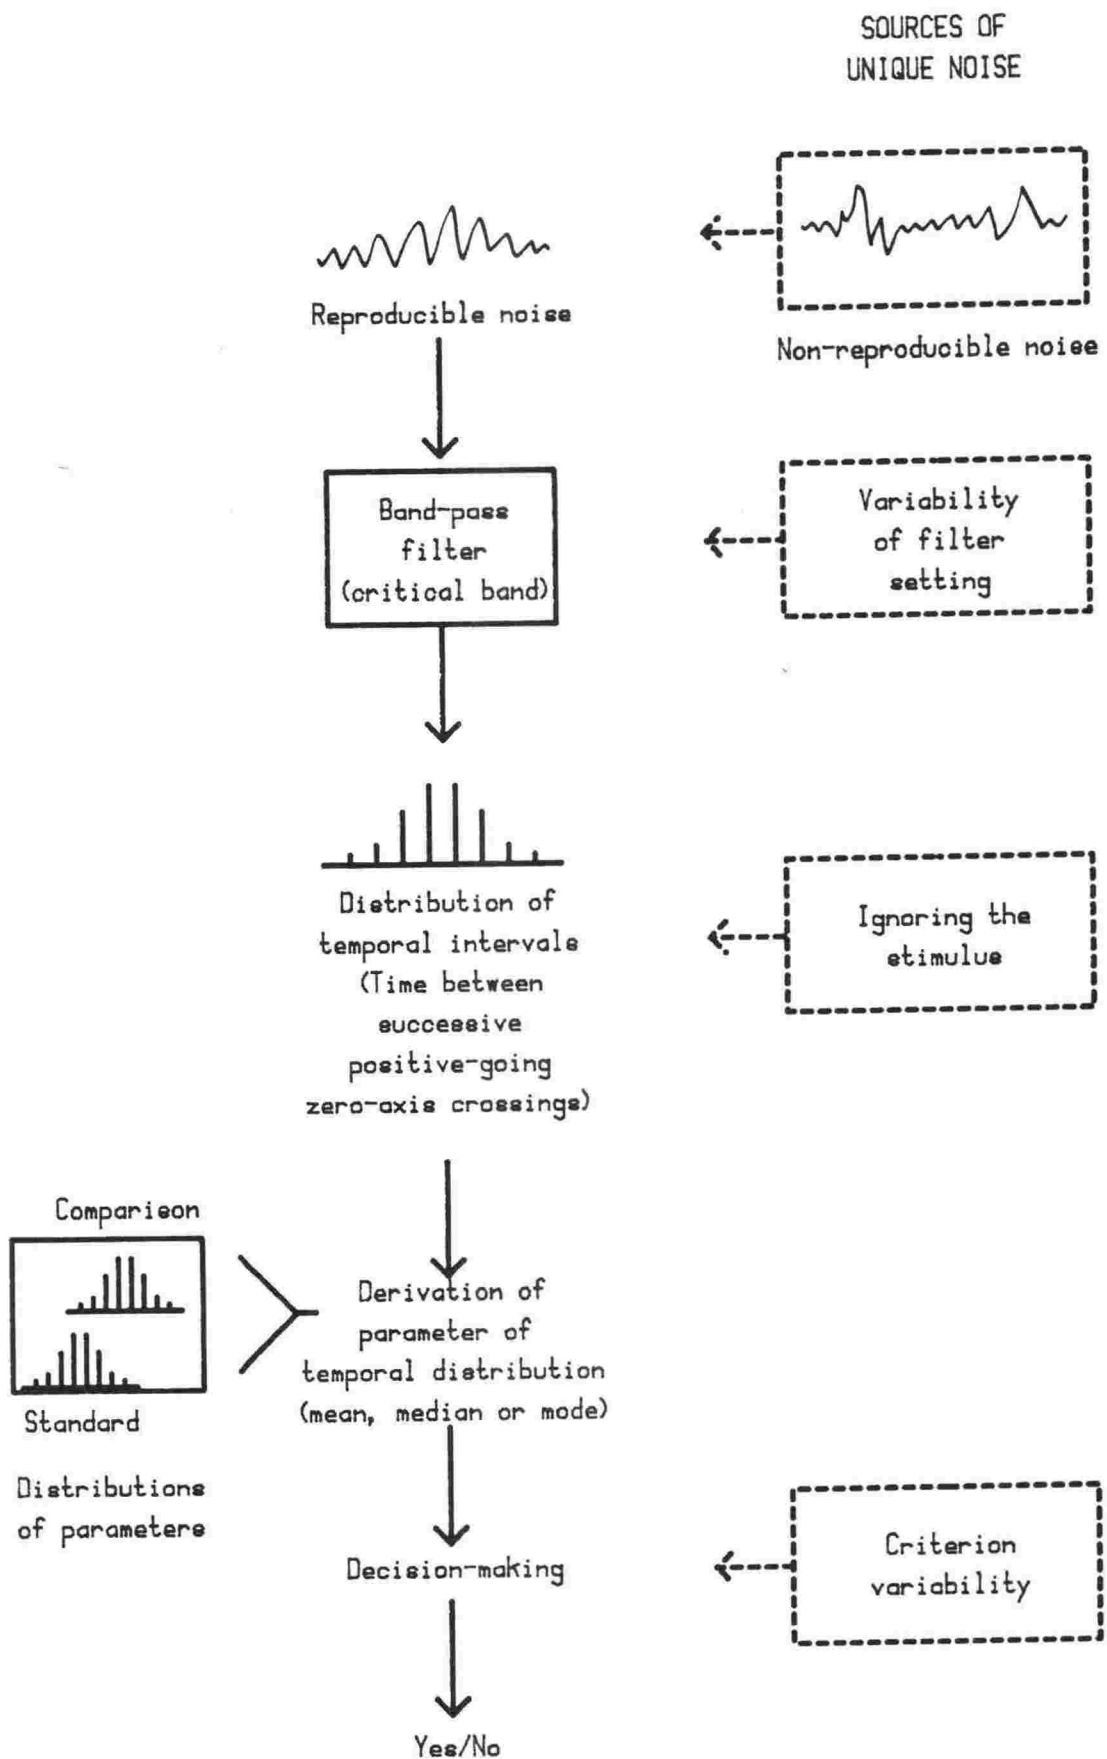 SOURCES OF
UNIQUE NOISE
Reproducible noise
Non-reproducible noise
Band-pass
filter
(critical band)
Variability
of filter
setting
Distribution of
temporal intervals
(Time between
successive
positive-going
zero-axis crossings)
Ignoring the
stimulus
Comparison
Standard
Distributions
of parameters
Derivation of
parameter of
temporal distribution
(mean, median or mode)
Decision-making
Criterion
variability
Yes/No